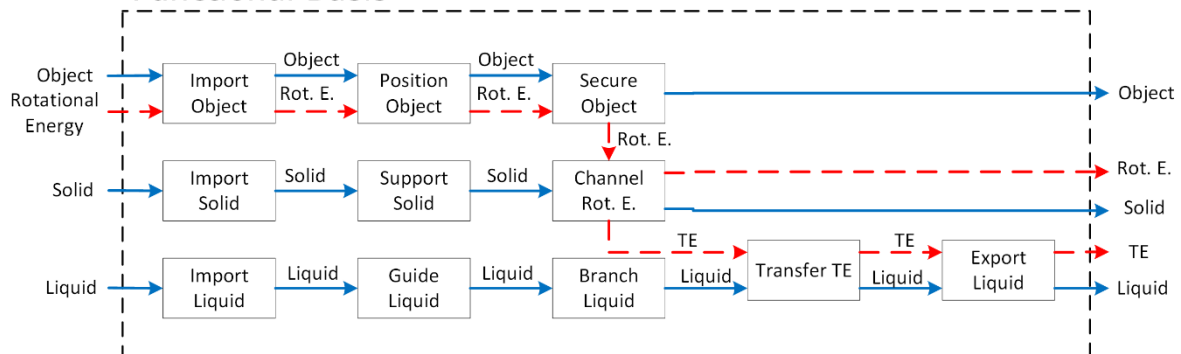 Object
Rotational
Energy
Import
Object
Object
Rot. E.
Position
Object
Object
Rot. E.
Secure
Object
Object
Rot. E.
Solid
Import
Solid
Solid
Support
Solid
Solid
Channel
Rot. E.
Rot. E.
Solid
TE
TE
TE
Liquid
Import
Liquid
Liquid
Guide
Liquid
Liquid
Branch
Liquid
Liquid
Transfer TE
Liquid
Export
Liquid
Liquid